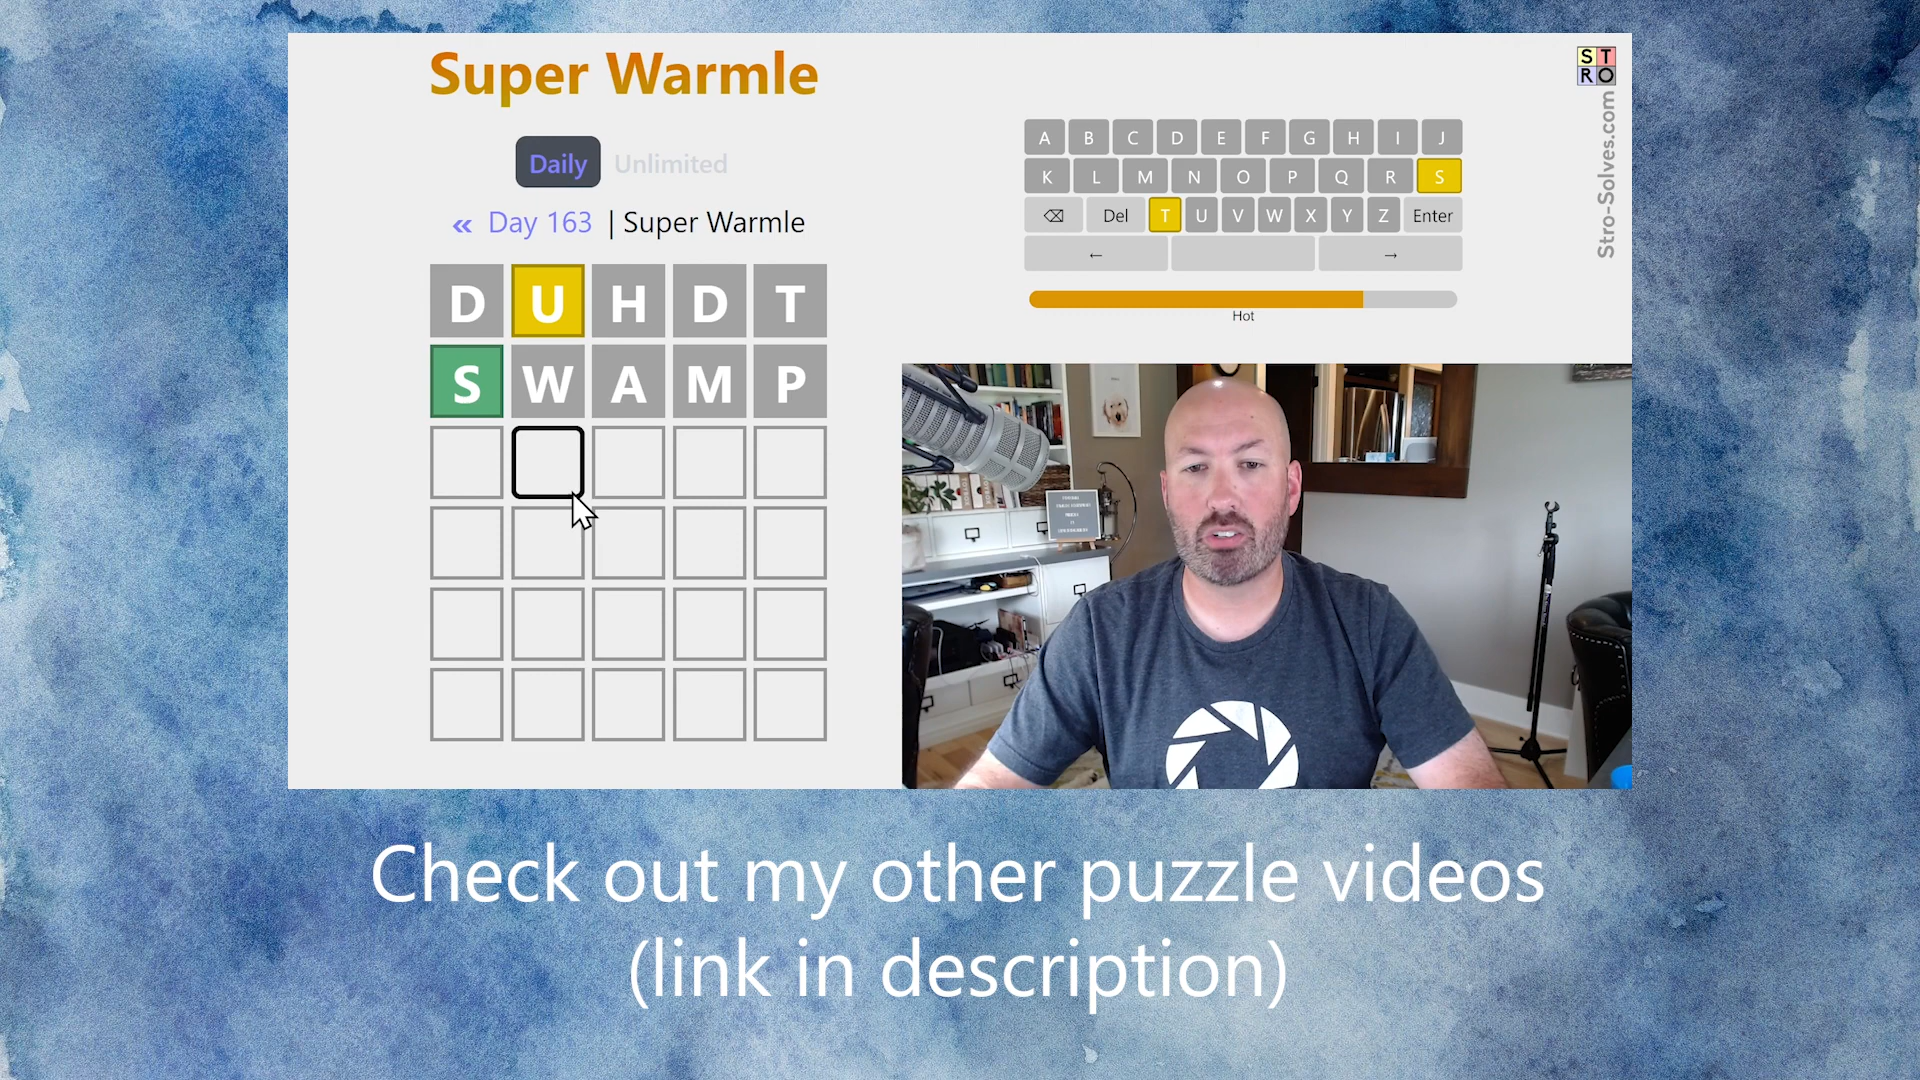 Super Warmle
Daily Unlimited
« Day 163 | Super Warmle
D U H D T
S W A M P
A B C D E F G H I J
K L M N O P Q R S
⌫ Del T U V W X Y Z Enter
← →
Hot
S T
R O
Stro-Solves.com
Check out my other puzzle videos
(link in description)